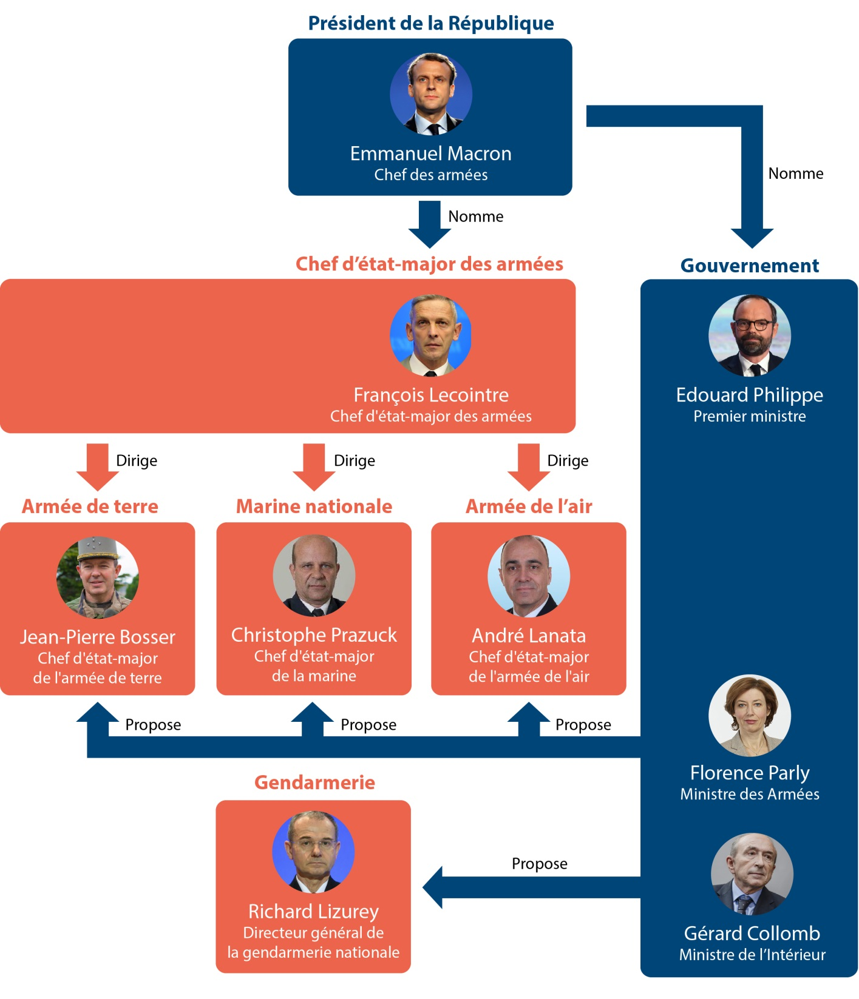 Président de la République
Emmanuel Macron
Chef des armées
Nomme
Nomme
Chef d’état-major des armées
François Lecointre
Chef d'état-major des armées
Gouvernement
Edouard Philippe
Premier ministre
Dirige
Dirige
Dirige
Armée de terre
Jean-Pierre Bosser
Chef d'état-major
de l'armée de terre
Marine nationale
Christophe Prazuck
Chef d'état-major
de la marine
Armée de l’air
André Lanata
Chef d'état-major
de l'armée de l'air
Propose
Propose
Propose
Florence Parly
Ministre des Armées
Gendarmerie
Richard Lizurey
Directeur général de
la gendarmerie nationale
Propose
Gérard Collomb
Ministre de l’Intérieur